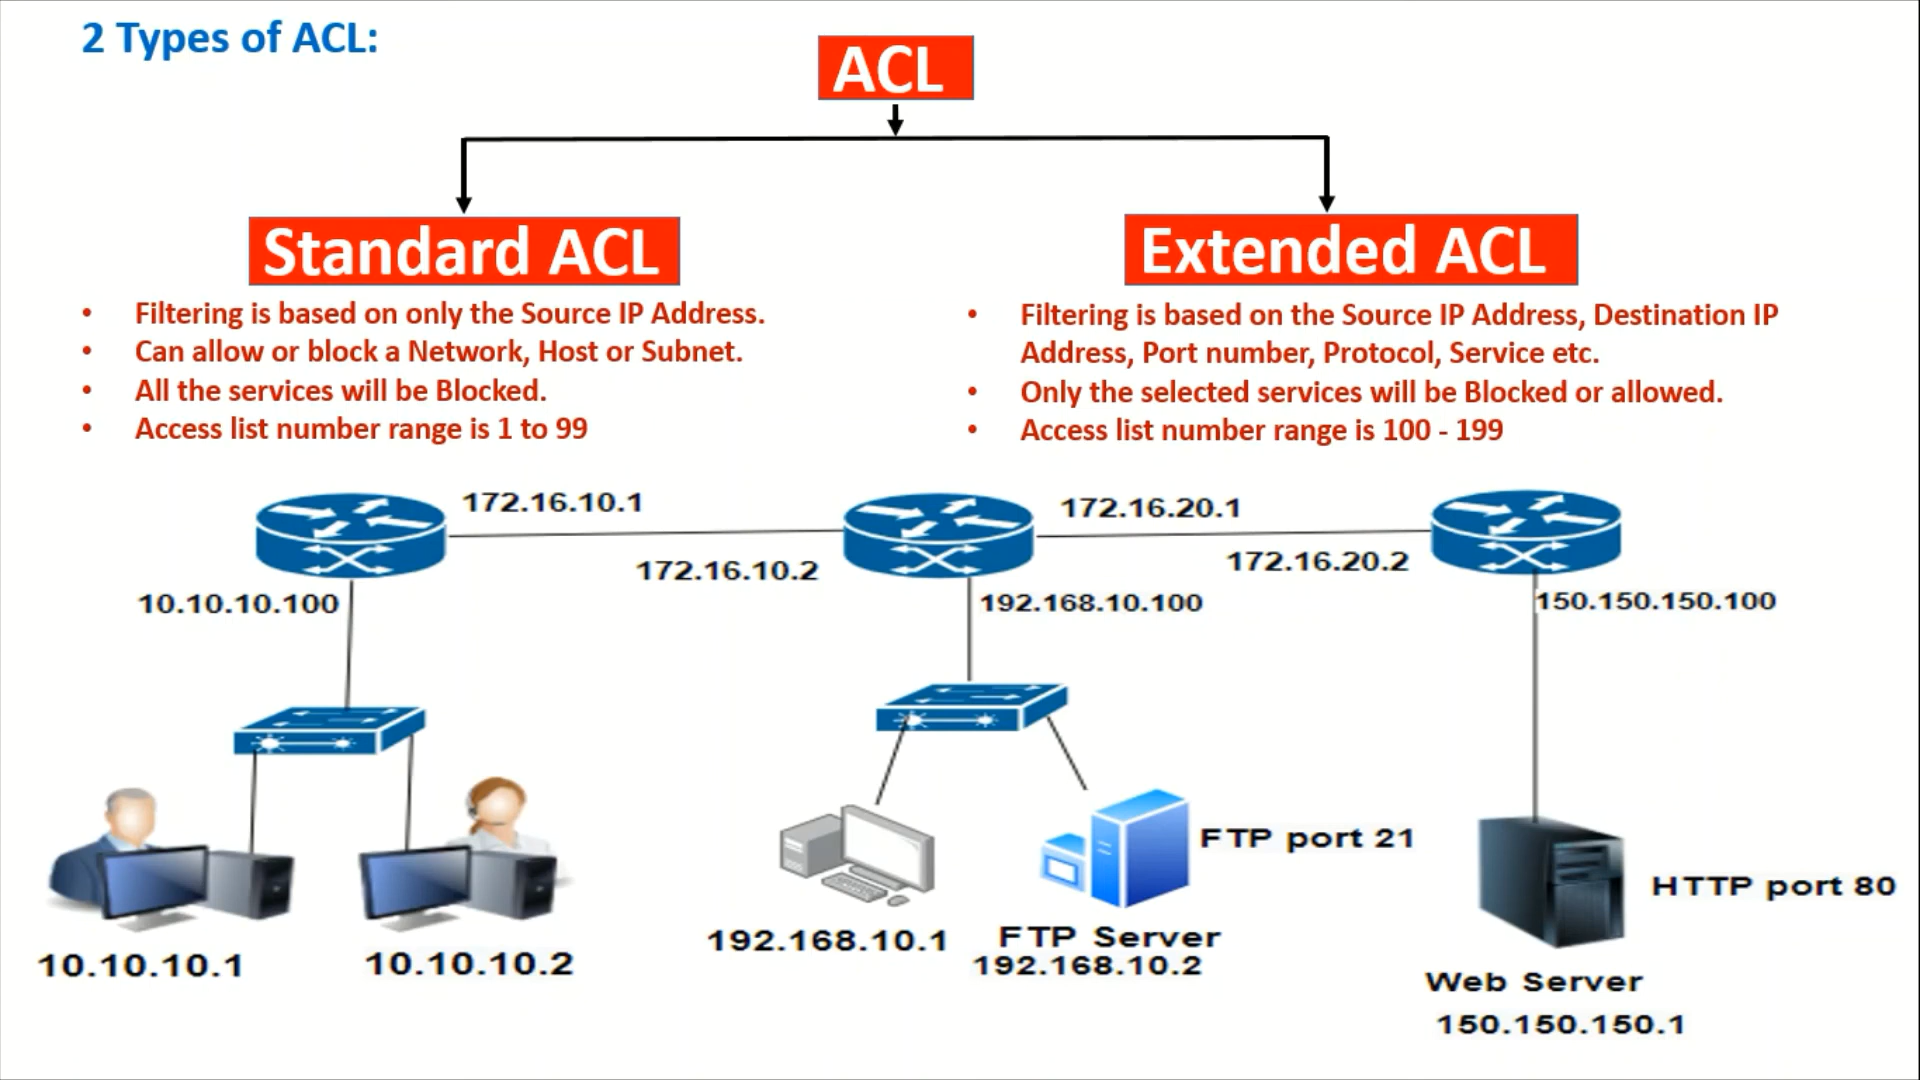 2 Types of ACL:
ACL
Standard ACL
• Filtering is based on only the Source IP Address.
• Can allow or block a Network, Host or Subnet.
• All the services will be Blocked.
• Access list number range is 1 to 99
Extended ACL
• Filtering is based on the Source IP Address, Destination IP
Address, Port number, Protocol, Service etc.
• Only the selected services will be Blocked or allowed.
• Access list number range is 100 - 199
172.16.10.1
172.16.20.1
172.16.10.2
172.16.20.2
10.10.10.100
192.168.10.100
150.150.150.100
FTP port 21
HTTP port 80
10.10.10.1
10.10.10.2
192.168.10.1
FTP Server
192.168.10.2
Web Server
150.150.150.1